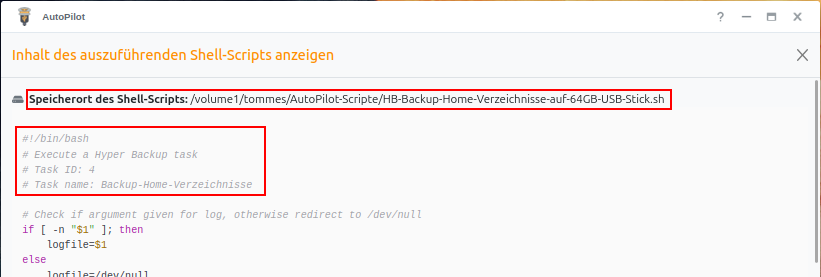 AutoPilot
Inhalt des auszuführenden Shell-Scripts anzeigen
Speicherort des Shell-Scripts: /volume1/tommes/AutoPilot-Scripte/HB-Backup-Home-Verzeichnisse-auf-64GB-USB-Stick.sh
#!/bin/bash
# Execute a Hyper Backup task
# Task ID: 4
# Task name: Backup-Home-Verzeichnisse
# Check if argument given for log, otherwise redirect to /dev/null
if [ -n "$1" ]; then
    logfile=$1
else
    logfile=/dev/null